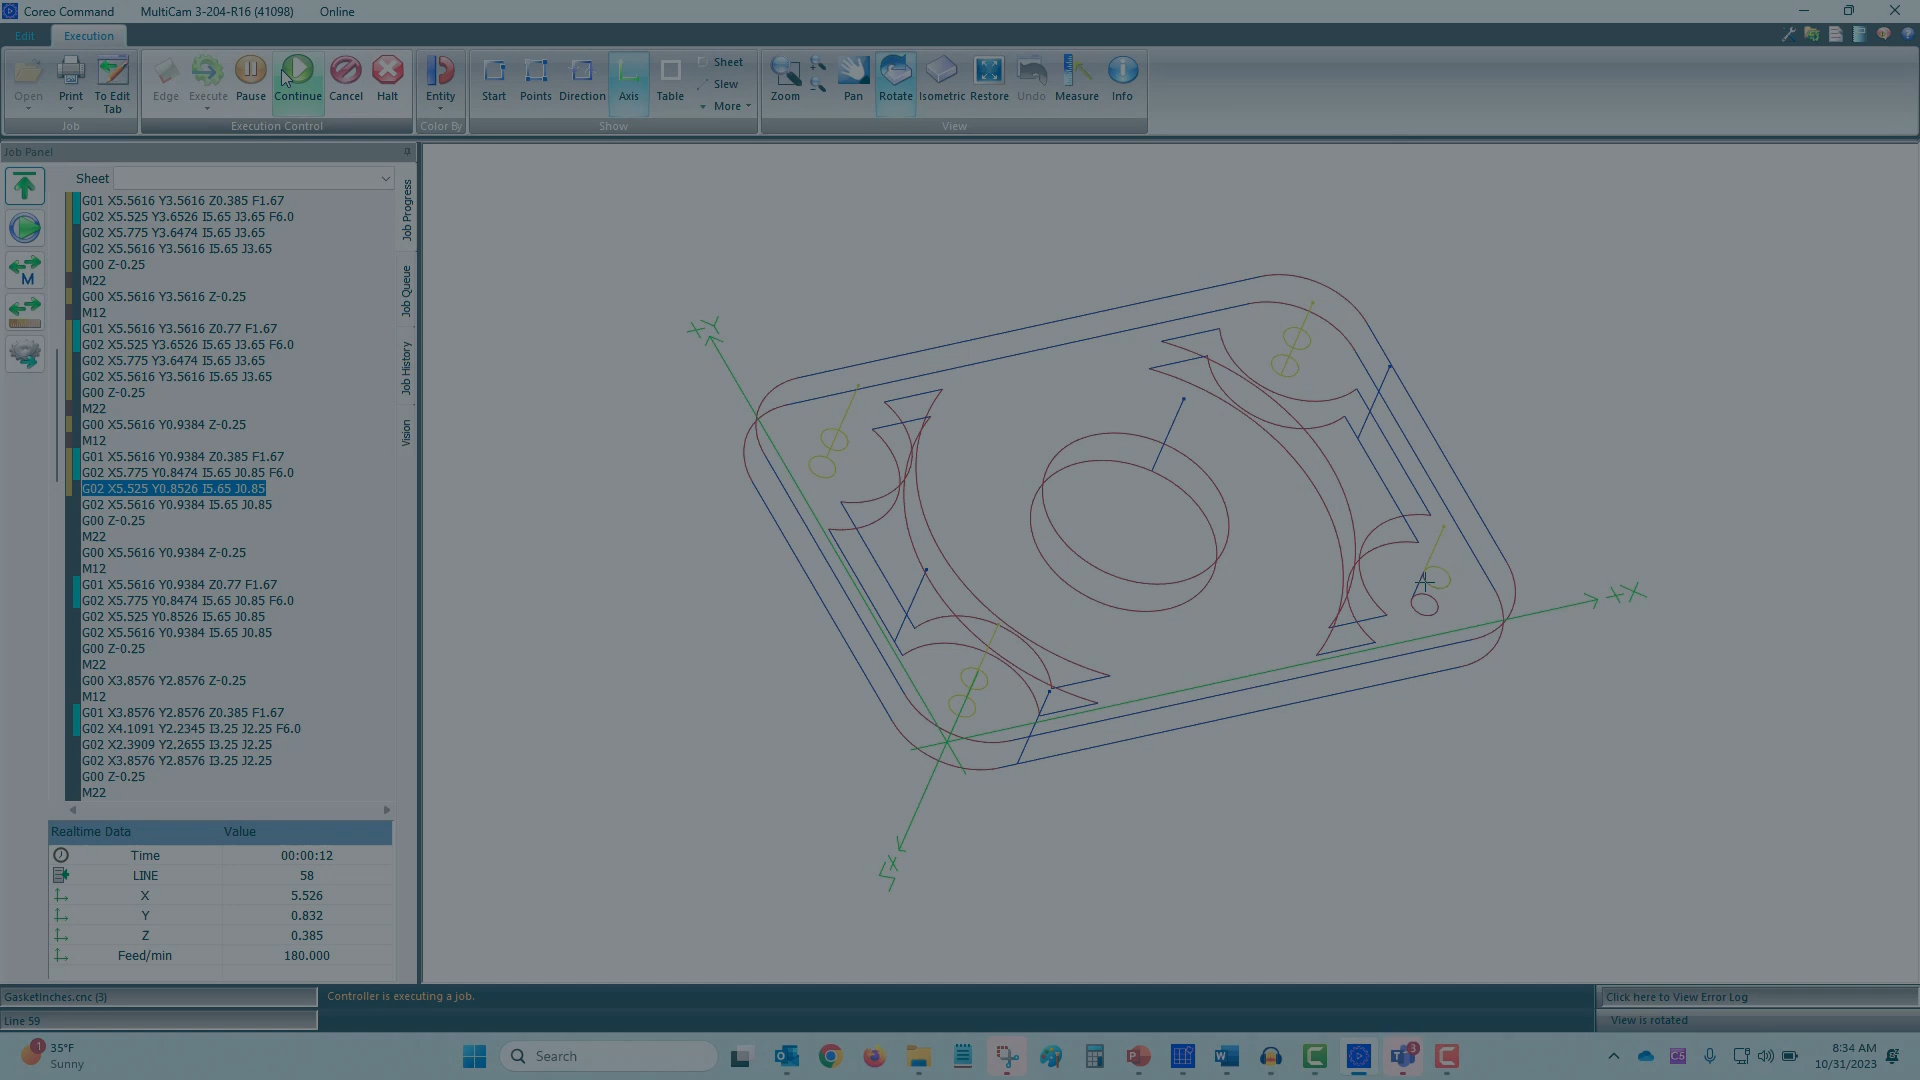 Coreo Command MultiCam 3-204-R16 (41098) Online
Edit Execution
Open Print To Edit Tab Edge Execute Pause Continue Cancel Halt Entity Start Points Direction Axis Table Sheet Slew More Zoom Pan Rotate Isometric Restore Undo Measure Info
Job Execution Control Color By Show View
Job Panel
Sheet
M
Job Progress
Job Queue
Job History
Vision
G01 X5.5616 Y3.5616 Z0.385 F1.67
G02 X5.525 Y3.6526 I5.65 J3.65 F6.0
G02 X5.775 Y3.6474 I5.65 J3.65
G02 X5.5616 Y3.5616 I5.65 J3.65
G00 Z-0.25
M22
G00 X5.5616 Y3.5616 Z-0.25
M12
G01 X5.5616 Y3.5616 Z0.77 F1.67
G02 X5.525 Y3.6526 I5.65 J3.65 F6.0
G02 X5.775 Y3.6474 I5.65 J3.65
G02 X5.5616 Y3.5616 I5.65 J3.65
G00 Z-0.25
M22
G00 X5.5616 Y0.9384 Z-0.25
M12
G01 X5.5616 Y0.9384 Z0.385 F1.67
G02 X5.775 Y0.8474 I5.65 J0.85 F6.0
G02 X5.525 Y0.8526 I5.65 J0.85
G02 X5.5616 Y0.9384 I5.65 J0.85
G00 Z-0.25
M22
G00 X5.5616 Y0.9384 Z-0.25
M12
G01 X5.5616 Y0.9384 Z0.77 F1.67
G02 X5.775 Y0.8474 I5.65 J0.85 F6.0
G02 X5.525 Y0.8526 I5.65 J0.85
G02 X5.5616 Y0.9384 I5.65 J0.85
G00 Z-0.25
M22
G00 X3.8576 Y2.8576 Z-0.25
M12
G01 X3.8576 Y2.8576 Z0.385 F1.67
G02 X4.1091 Y2.2345 I3.25 J2.25 F6.0
G02 X2.3909 Y2.2655 I3.25 J2.25
G02 X3.8576 Y2.8576 I3.25 J2.25
G00 Z-0.25
M22
+Y
+X
+Z
Realtime Data Value
Time 00:00:12
LINE 58
X 5.526
Y 0.832
Z 0.385
Feed/min 180.000
GasketInches.cnc (3) Controller is executing a job. Click here to View Error Log
Line 59 View is rotated
1 35°F
Sunny
Search
3
8:34 AM
10/31/2023